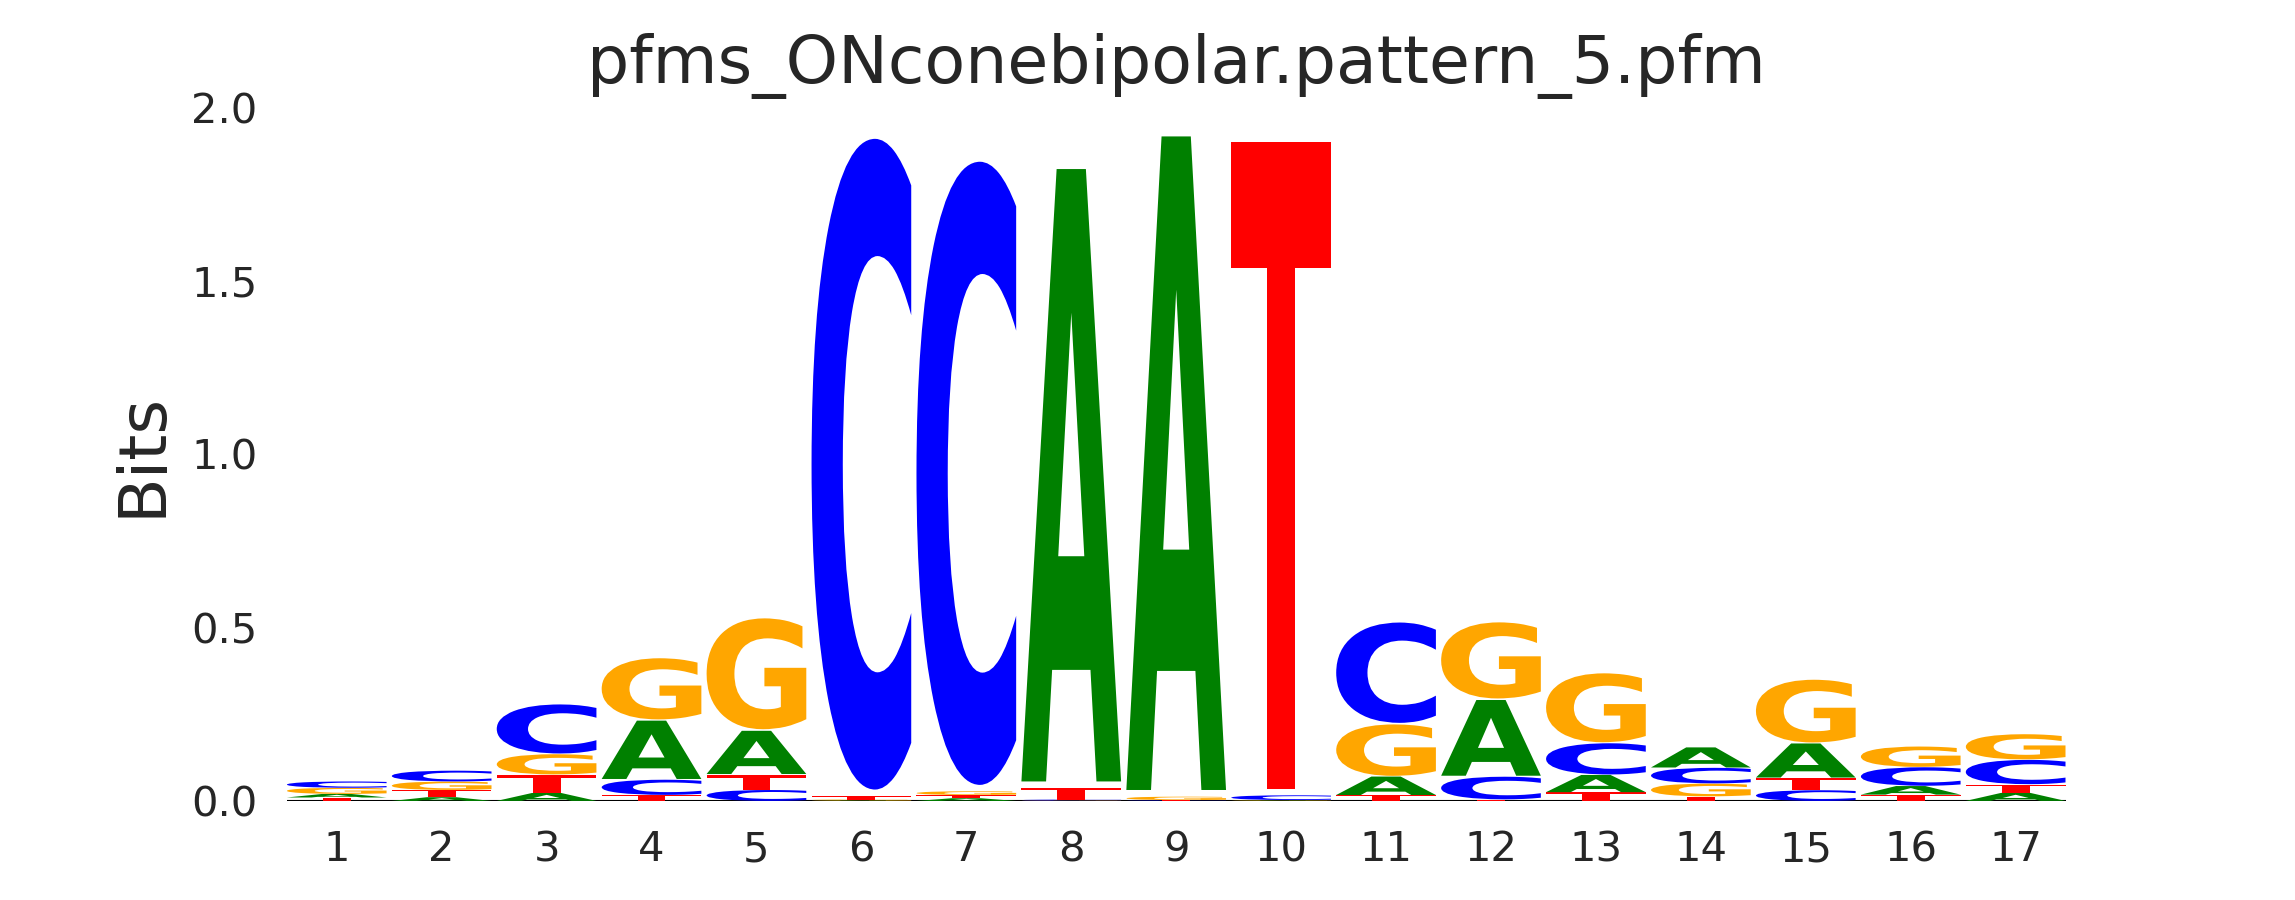 pfms_ONconebipolar.pattern_5.pfm
2.0
1.5
1.0
0.5
0.0
Bits
C G A T
C G T A
C G T A
G A C T
G A T C
C T G
C G T A
A T C
A G T
T C G
C G A T
G A C T
G C A T
A C G T
G A T C
G C A T
G C T A
1 2 3 4 5 6 7 8 9 10 11 12 13 14 15 16 17